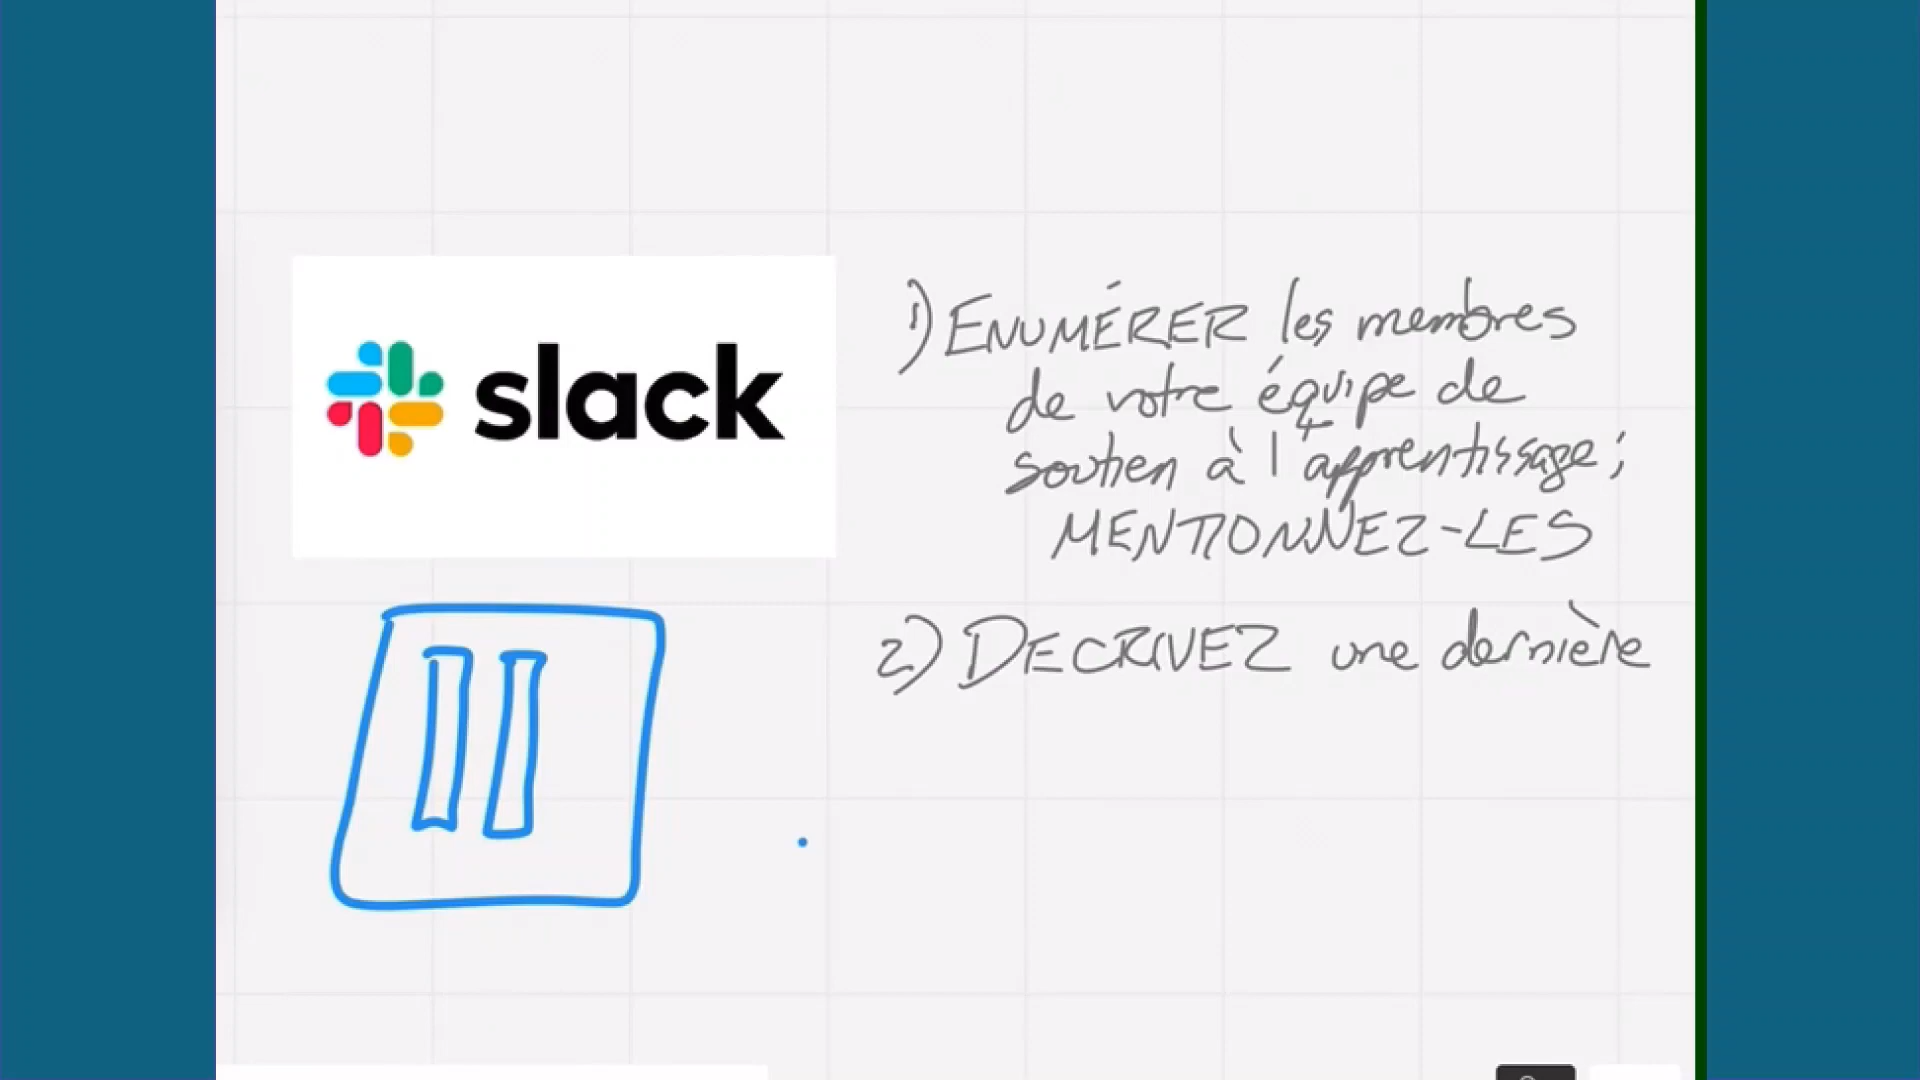 slack
1) ENUMÉRER les membres
de votre équipe de
soutien à l'apprentissage;
MENTIONNEZ-LES
2) DECRIVEZ une dernière